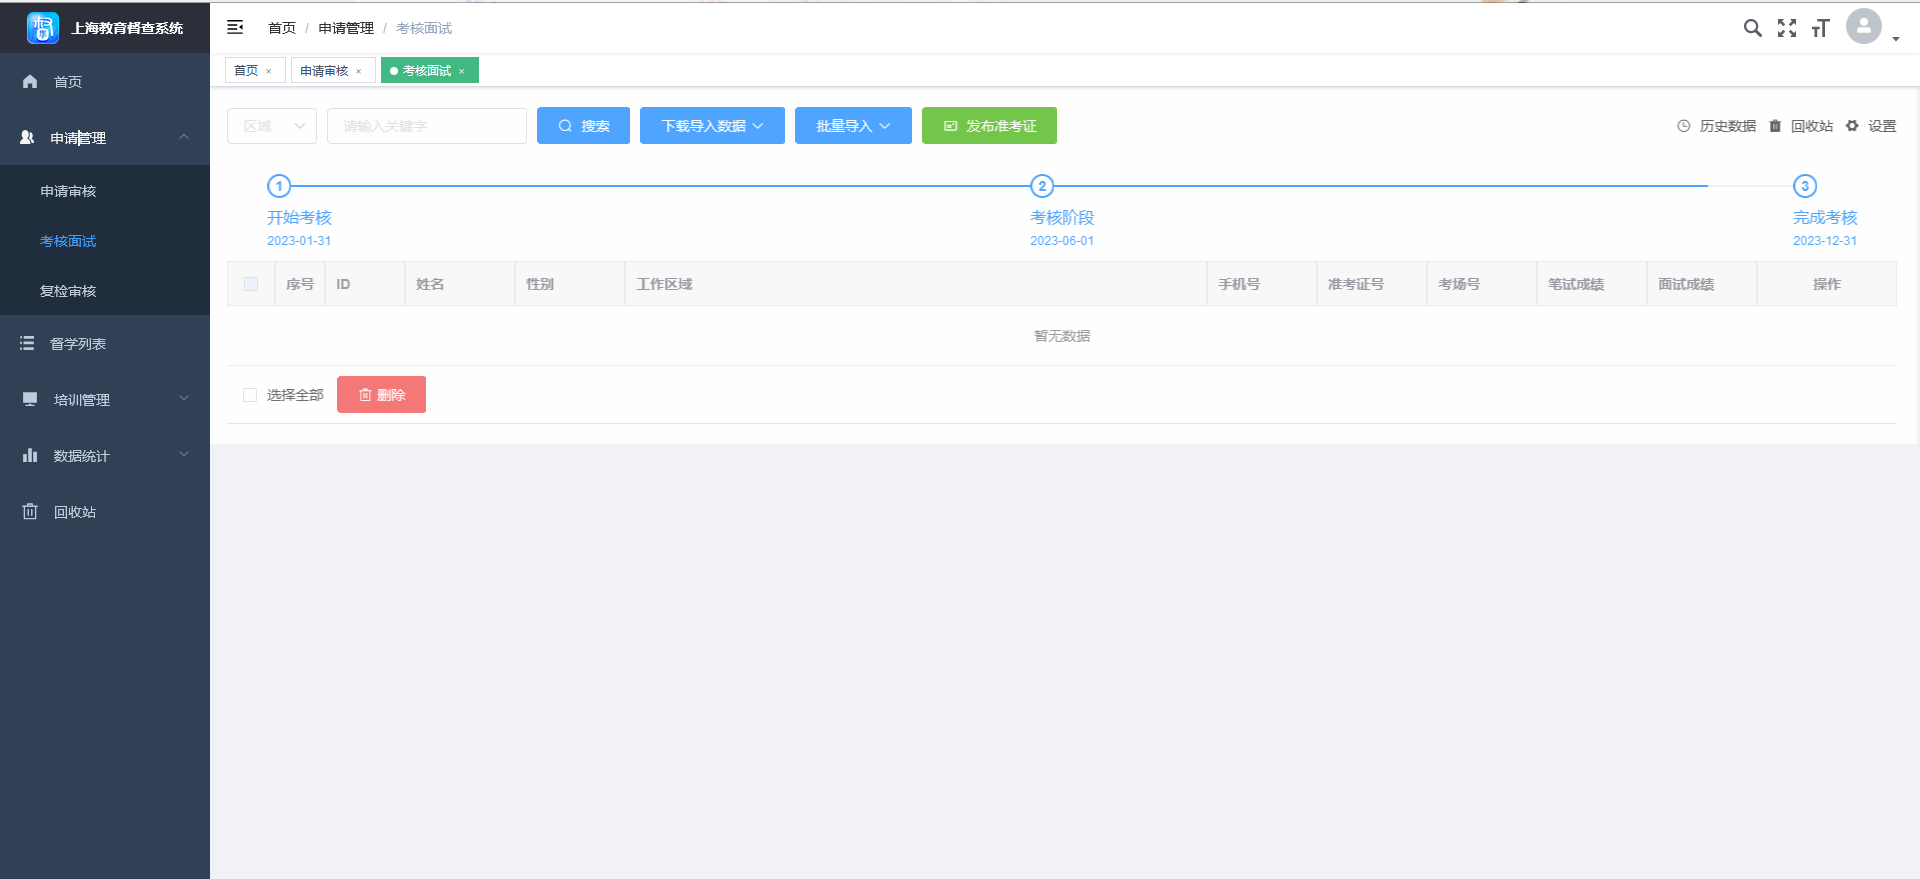 上海教育督查系统
首页 / 申请管理 / 考核面试
首页 × 申请审核 × 考核面试 ×
首页
申请管理
申请审核
考核面试
复检审核
督学列表
培训管理
数据统计
回收站
区域 请输入关键字 搜索 下载导入数据 批量导入 发布准考证 历史数据 回收站 设置
1 2 3
开始考核 考核阶段 完成考核
2023-01-31 2023-06-01 2023-12-31
序号 ID 姓名 性别 工作区域 手机号 准考证号 考场号 笔试成绩 面试成绩 操作
暂无数据
选择全部 删除